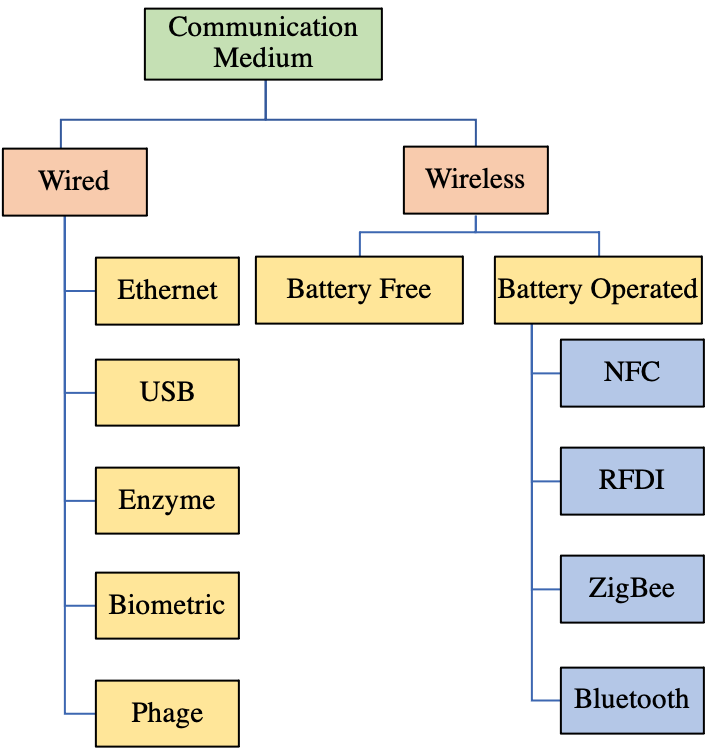 Communication
Medium
Wired
Wireless
Ethernet
Battery Free
Battery Operated
USB
NFC
Enzyme
RFDI
Biometric
ZigBee
Phage
Bluetooth